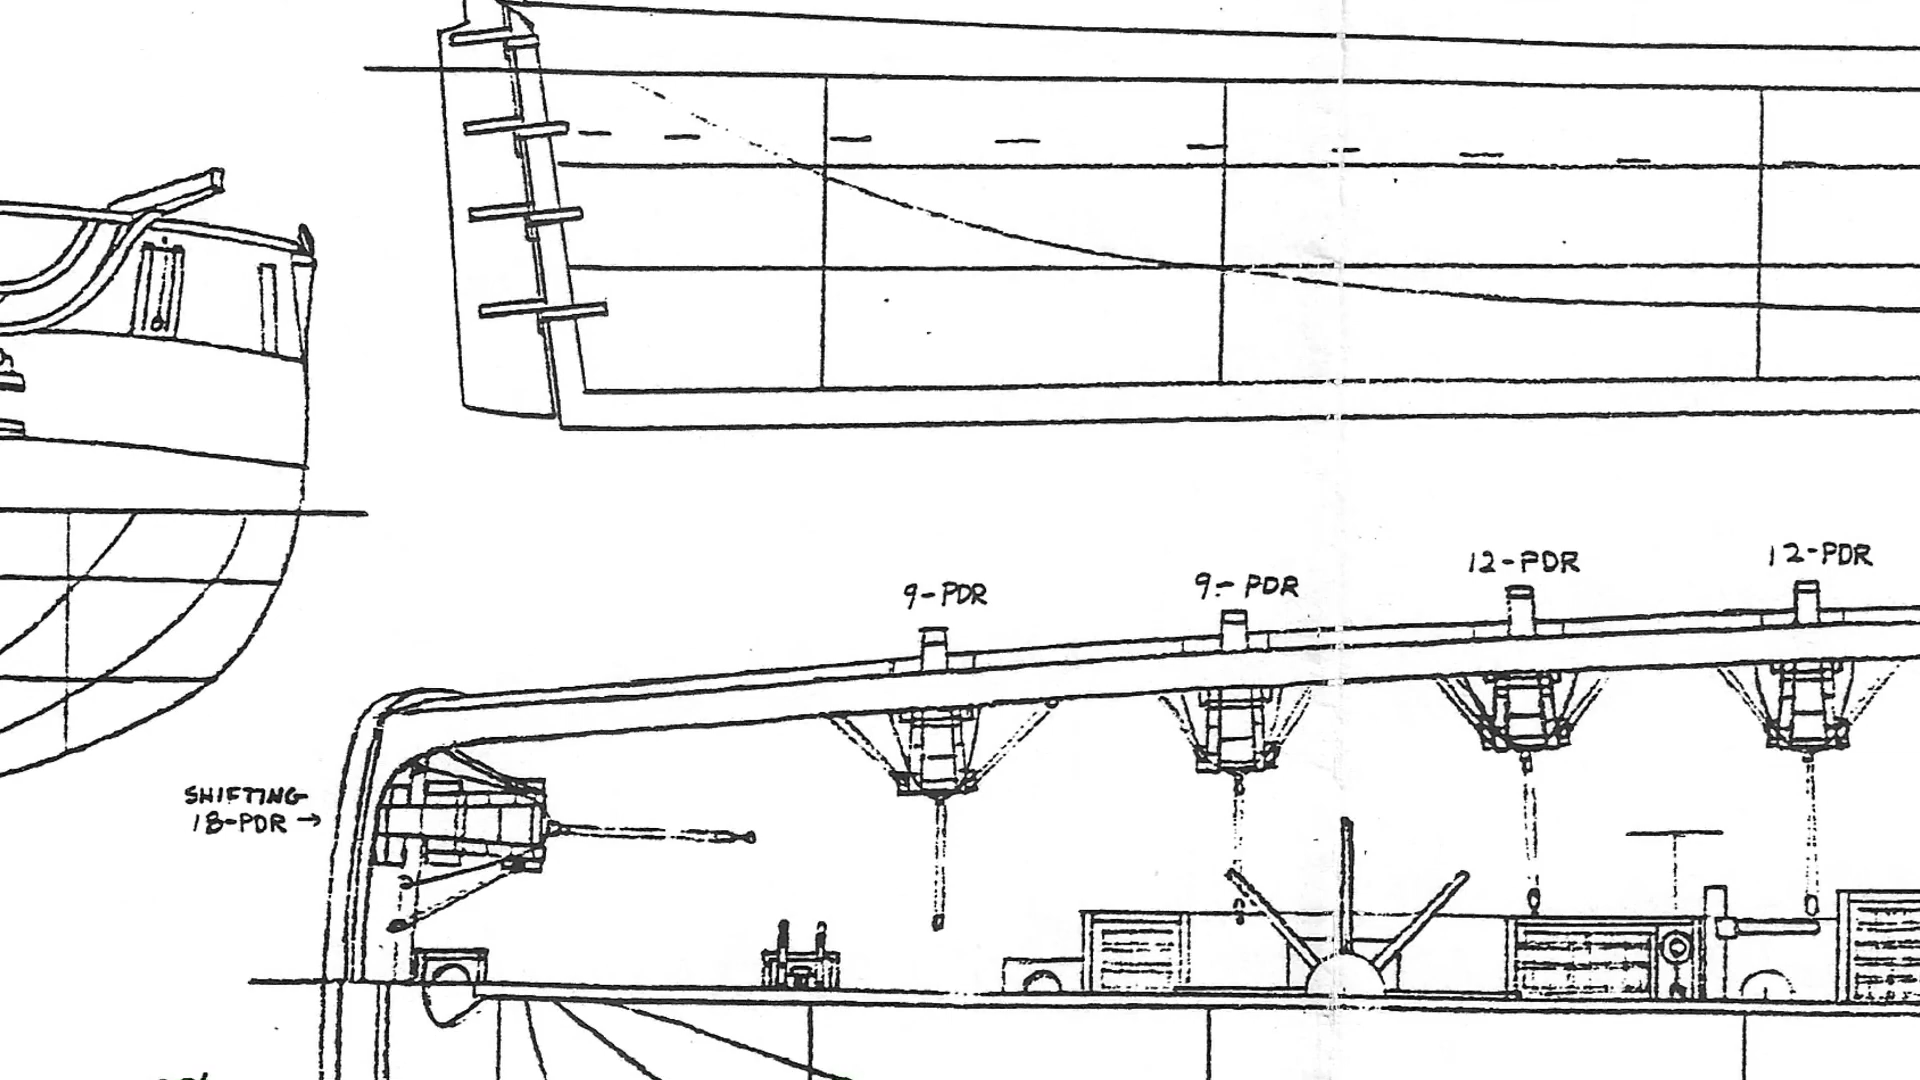 9-PDR
9-PDR
12-PDR
12-PDR
SHIFTING
18-PDR →